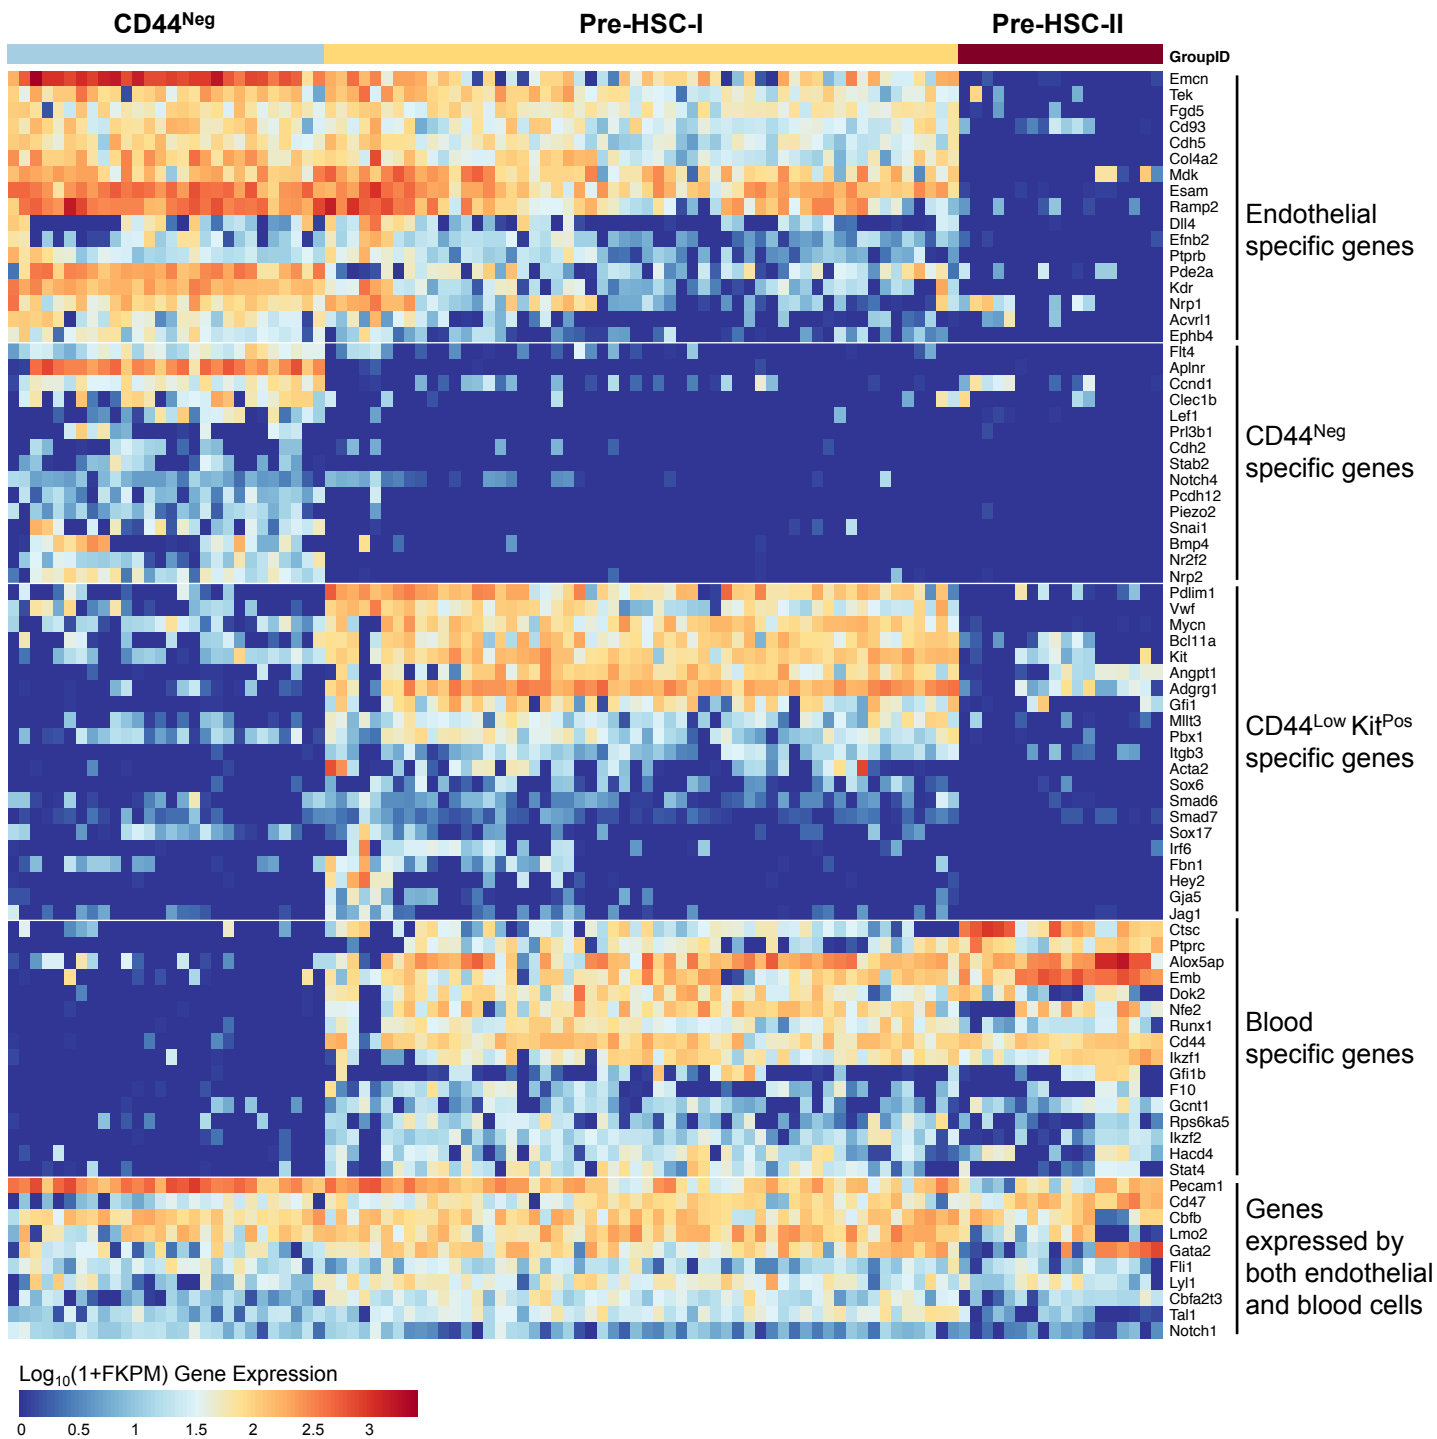 CD44Neg Pre-HSC-I Pre-HSC-II
GroupID
Emcn
Tek
Fgd5
Cd93
Cdh5
Col4a2
Mdk
Esam
Ramp2
Dll4
Efnb2
Ptprb
Pde2a
Kdr
Nrp1
Acvrl1
Ephb4
Endothelial
specific genes
Flt4
Aplnr
Ccnd1
Clec1b
Lef1
Prl3b1
Cdh2
Stab2
Notch4
Pcdh12
Piezo2
Snai1
Bmp4
Nr2f2
Nrp2
CD44Neg
specific genes
Pdlim1
Vwf
Mycn
Bcl11a
Kit
Angpt1
Adgrg1
Gfi1
Mllt3
Pbx1
Itgb3
Acta2
Sox6
Smad6
Smad7
Sox17
Irf6
Fbn1
Hey2
Gja5
Jag1
CD44Low KitPos
specific genes
Ctsc
Ptprc
Alox5ap
Emb
Dok2
Nfe2
Runx1
Cd44
Ikzf1
Gfi1b
F10
Gcnt1
Rps6ka5
Ikzf2
Hacd4
Stat4
Blood
specific genes
Pecam1
Cd47
Cbfb
Lmo2
Gata2
Fli1
Lyl1
Cbfa2t3
Tal1
Notch1
Genes
expressed by
both endothelial
and blood cells
Log10(1+FKPM) Gene Expression
0 0.5 1 1.5 2 2.5 3